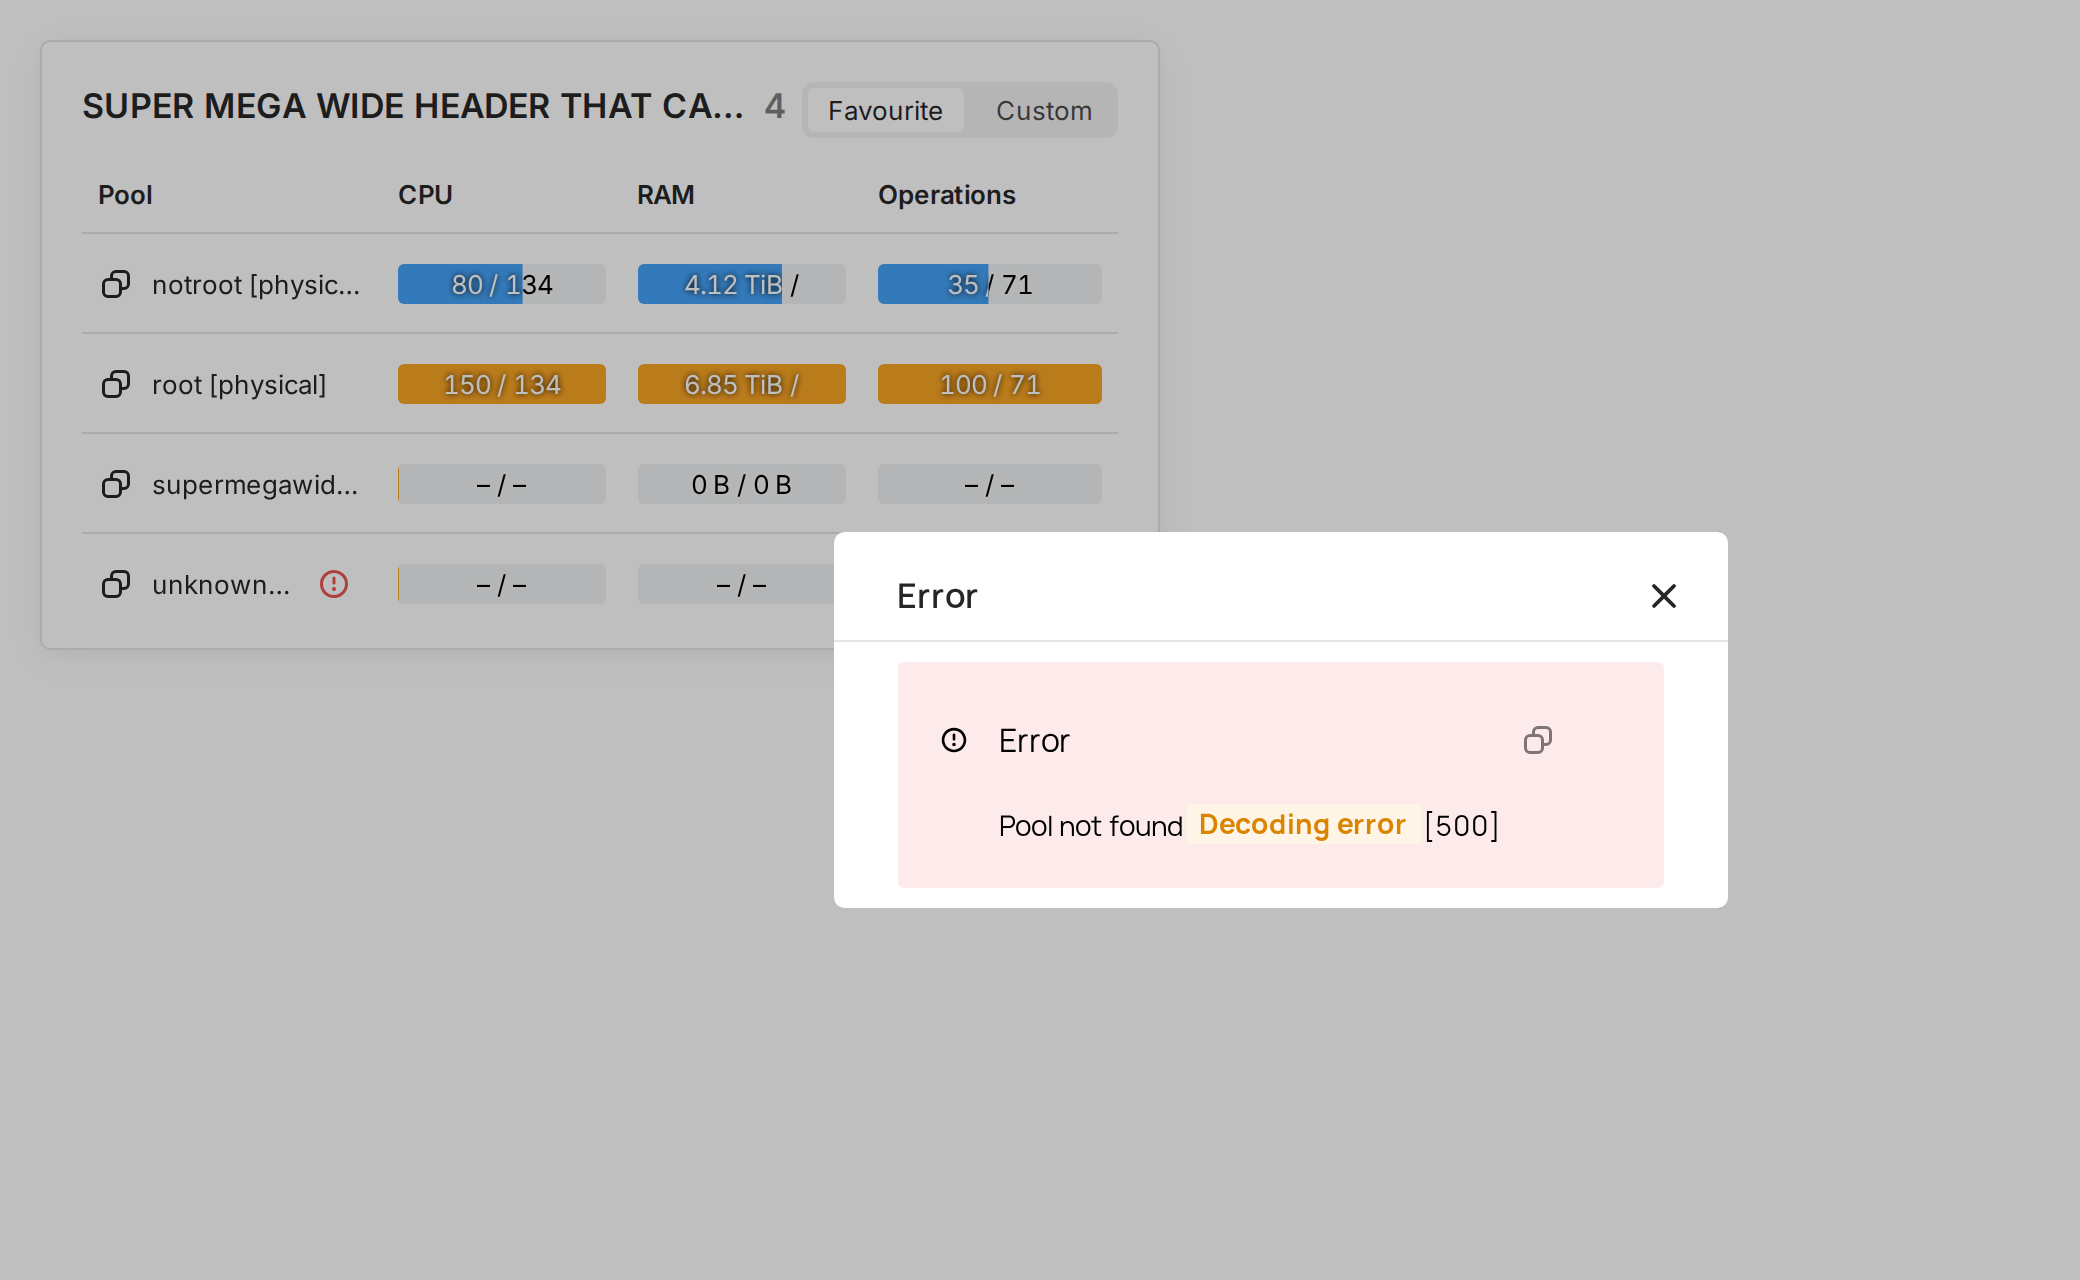 SUPER MEGA WIDE HEADER THAT CA... 4 Favourite Custom
Pool CPU RAM Operations
notroot [physic... 80 / 134 4.12 TiB / 35 / 71
root [physical] 150 / 134 6.85 TiB / 100 / 71
supermegawid... – / – 0 B / 0 B – / –
unknown... – / – – / –
Error
Error
Pool not found Decoding error [500]